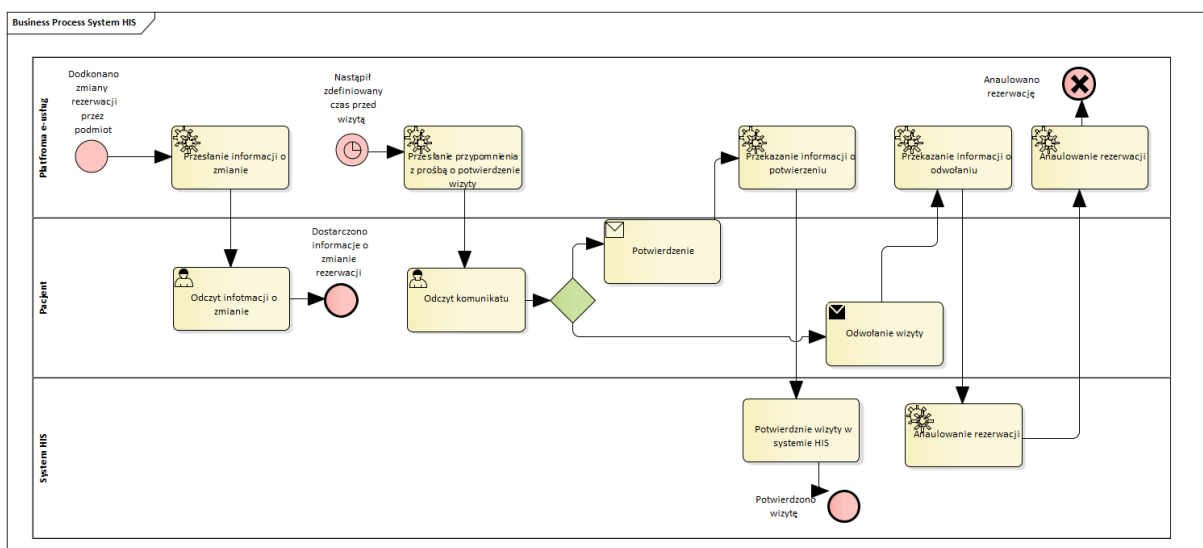 Business Process System HIS
Platfroma e-usług
Dodkonano
zmiany
rezerwacji
przez
podmiot
Przesłanie informacji o
zmianie
Nastąpił
zdefiniowany
czas przed
wizytą
Przesłanie przypomnienia
z prośbą o potwierdzenie
wizyty
Przekazanie informacji o
potwierzeniu
Przekazanie informacji o
odwołaniu
Anaulowano
rezerwację
Anaulowanie rezerwacji
Pacjent
Odczyt infotmacji o
zmianie
Dostarczono
informacje o
zmianie
rezerwacji
Odczyt komunikatu
Potwierdzenie
Odwołanie wizyty
System HIS
Potwierdznie wizyty w
systemie HIS
Potwierdzono
wizytę
Anaulowanie rezerwacji